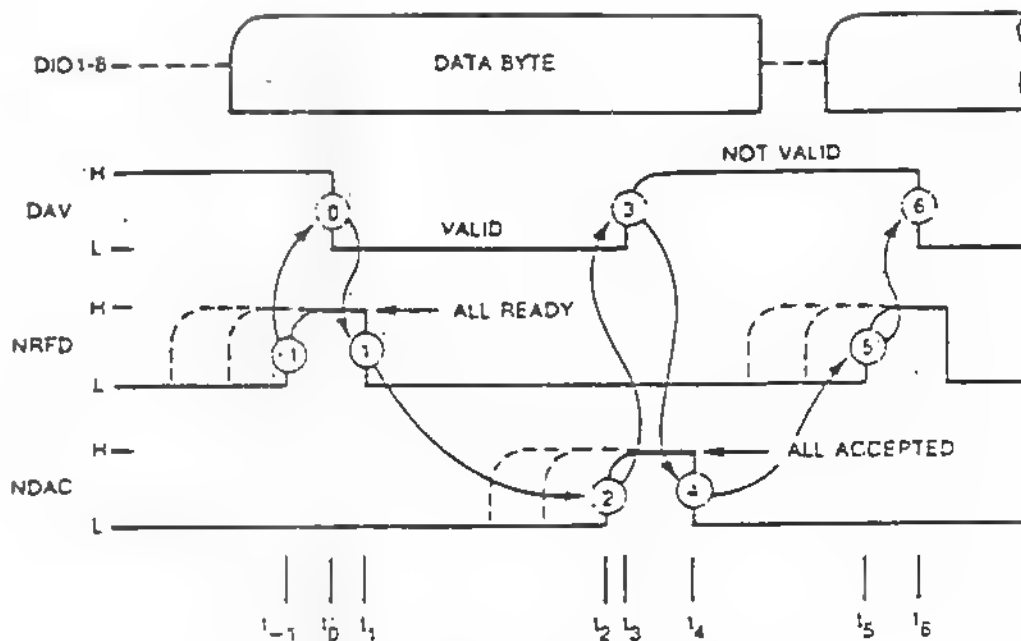 DIO1-8
DATA BYTE
H
NOT VALID
DAV
0
3
6
VALID
L
H
ALL READY
NRFD
-1
1
5
L
H
ALL ACCEPTED
NDAC
2
4
L
t-1
t0
t1
t2
t3
t4
t5
t6